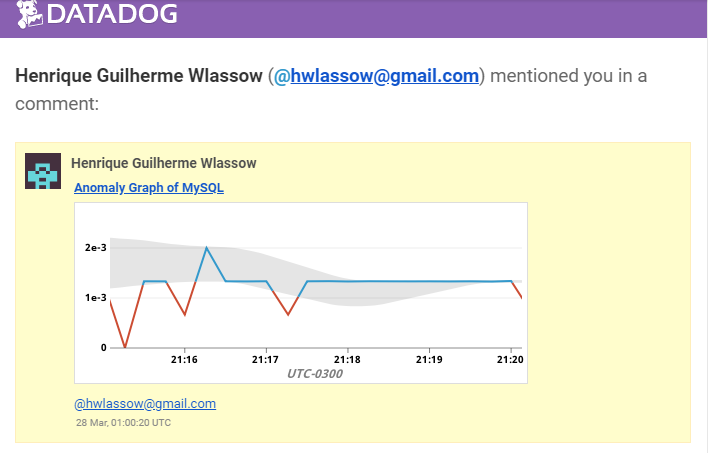 DATADOG
Henrique Guilherme Wlassow (@hwlassow@gmail.com) mentioned you in a
comment:
Henrique Guilherme Wlassow
Anomaly Graph of MySQL
2e-3
1e-3
0
21:16 21:17 21:18 21:19 21:20
UTC-0300
@hwlassow@gmail.com
28 Mar, 01:00:20 UTC